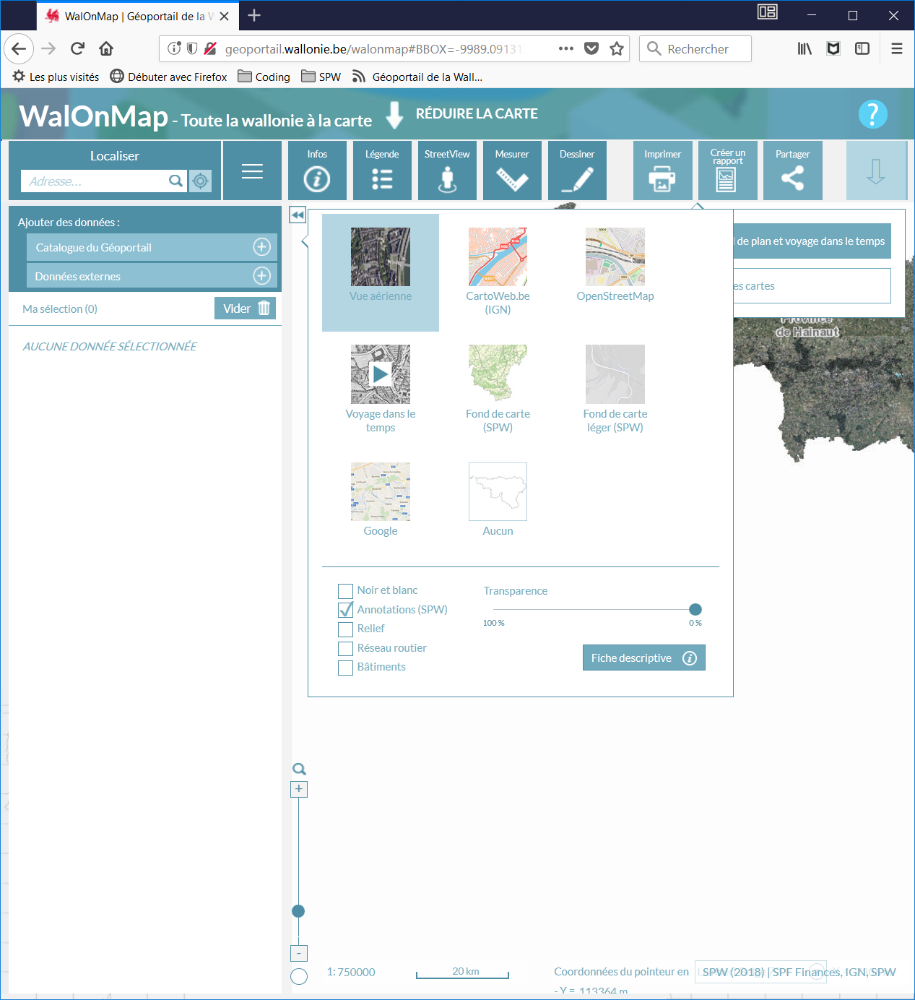 WalOnMap | Géoportail de la W
geoportail.wallonie.be/walonmap#BBOX=-9989.09131
Rechercher
Les plus visités
Débuter avec Firefox
Coding
SPW
Géoportail de la Wall...
WalOnMap - Toute la wallonie à la carte
RÉDUIRE LA CARTE
?
Localiser
Adresse...
Infos
Légende
StreetView
Mesurer
Dessiner
Imprimer
Créer un
rapport
Partager
Ajouter des données :
Catalogue du Géoportail
Données externes
Ma sélection (0)
Vider
AUCUNE DONNÉE SÉLECTIONNÉE
Vue aérienne
CartoWeb.be
(IGN)
OpenStreetMap
Voyage dans le
temps
Fond de carte
(SPW)
Fond de carte
léger (SPW)
Google
Aucun
Noir et blanc
Annotations (SPW)
Relief
Réseau routier
Bâtiments
Transparence
100 %
0 %
Fiche descriptive
de plan et voyage dans le temps
es cartes
Province
de Hainaut
+
-
1: 750000
20 km
Coordonnées du pointeur en
SPW (2018) | SPF Finances, IGN, SPW
- Y = 113364 m